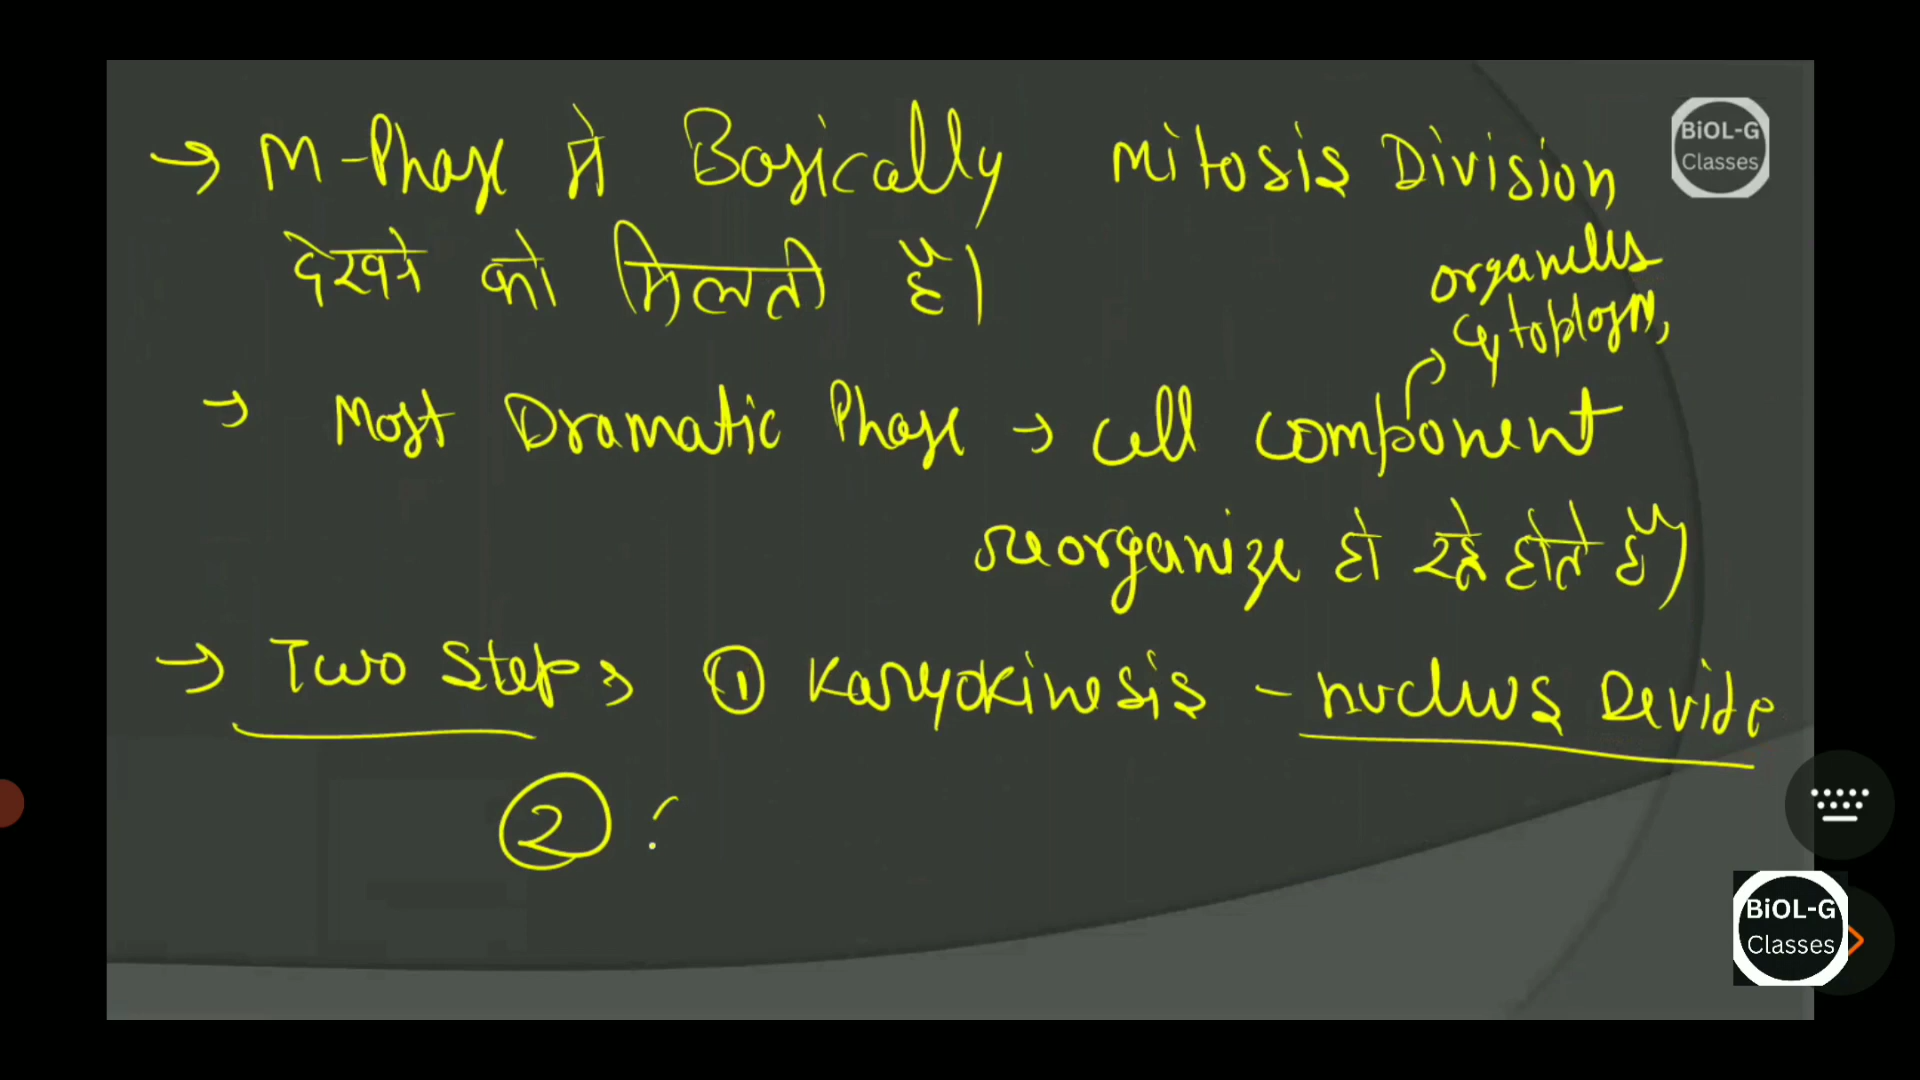 → M-Phase में Basically mitosis Division
BiOL-G
Classes
देखने को मिलती है।
organelles
cytoplasm,
→ Most Dramatic Phase → cell component
reorganize हो रहे होते हैं)
→ Two Steps ① Karyokinesis - nucleus Devide
②
BiOL-G
Classes